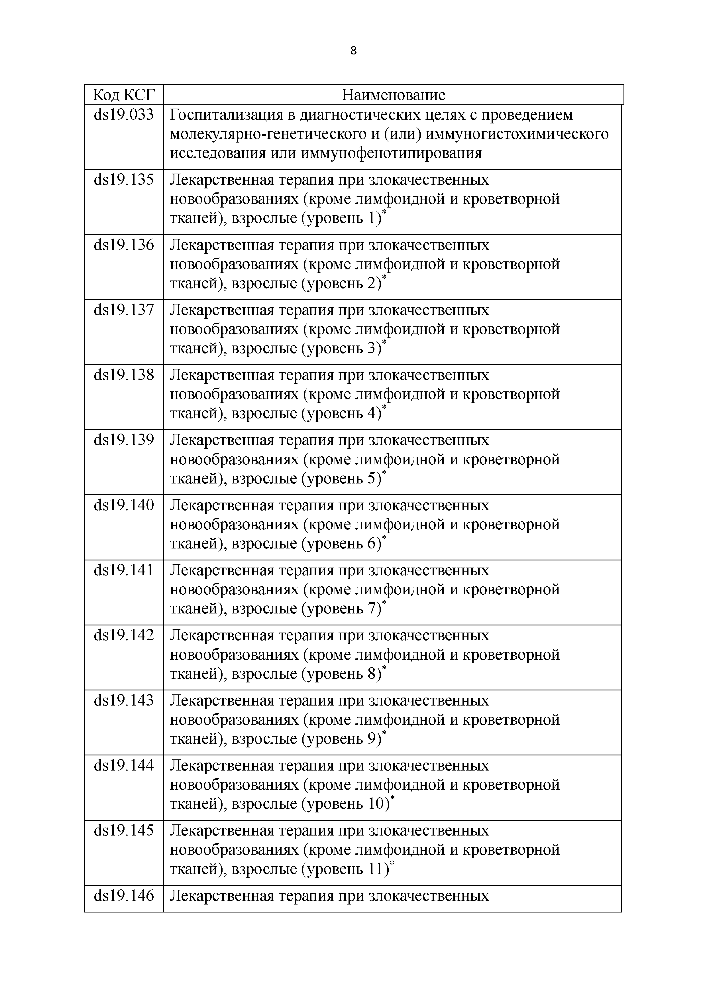 8
Код КСГ Наименование
ds19.033 Госпитализация в диагностических целях с проведением
молекулярно-генетического и (или) иммуногистохимического
исследования или иммунофенотипирования
ds19.135 Лекарственная терапия при злокачественных
новообразованиях (кроме лимфоидной и кроветворной
тканей), взрослые (уровень 1)*
ds19.136 Лекарственная терапия при злокачественных
новообразованиях (кроме лимфоидной и кроветворной
тканей), взрослые (уровень 2)*
ds19.137 Лекарственная терапия при злокачественных
новообразованиях (кроме лимфоидной и кроветворной
тканей), взрослые (уровень 3)*
ds19.138 Лекарственная терапия при злокачественных
новообразованиях (кроме лимфоидной и кроветворной
тканей), взрослые (уровень 4)*
ds19.139 Лекарственная терапия при злокачественных
новообразованиях (кроме лимфоидной и кроветворной
тканей), взрослые (уровень 5)*
ds19.140 Лекарственная терапия при злокачественных
новообразованиях (кроме лимфоидной и кроветворной
тканей), взрослые (уровень 6)*
ds19.141 Лекарственная терапия при злокачественных
новообразованиях (кроме лимфоидной и кроветворной
тканей), взрослые (уровень 7)*
ds19.142 Лекарственная терапия при злокачественных
новообразованиях (кроме лимфоидной и кроветворной
тканей), взрослые (уровень 8)*
ds19.143 Лекарственная терапия при злокачественных
новообразованиях (кроме лимфоидной и кроветворной
тканей), взрослые (уровень 9)*
ds19.144 Лекарственная терапия при злокачественных
новообразованиях (кроме лимфоидной и кроветворной
тканей), взрослые (уровень 10)*
ds19.145 Лекарственная терапия при злокачественных
новообразованиях (кроме лимфоидной и кроветворной
тканей), взрослые (уровень 11)*
ds19.146 Лекарственная терапия при злокачественных